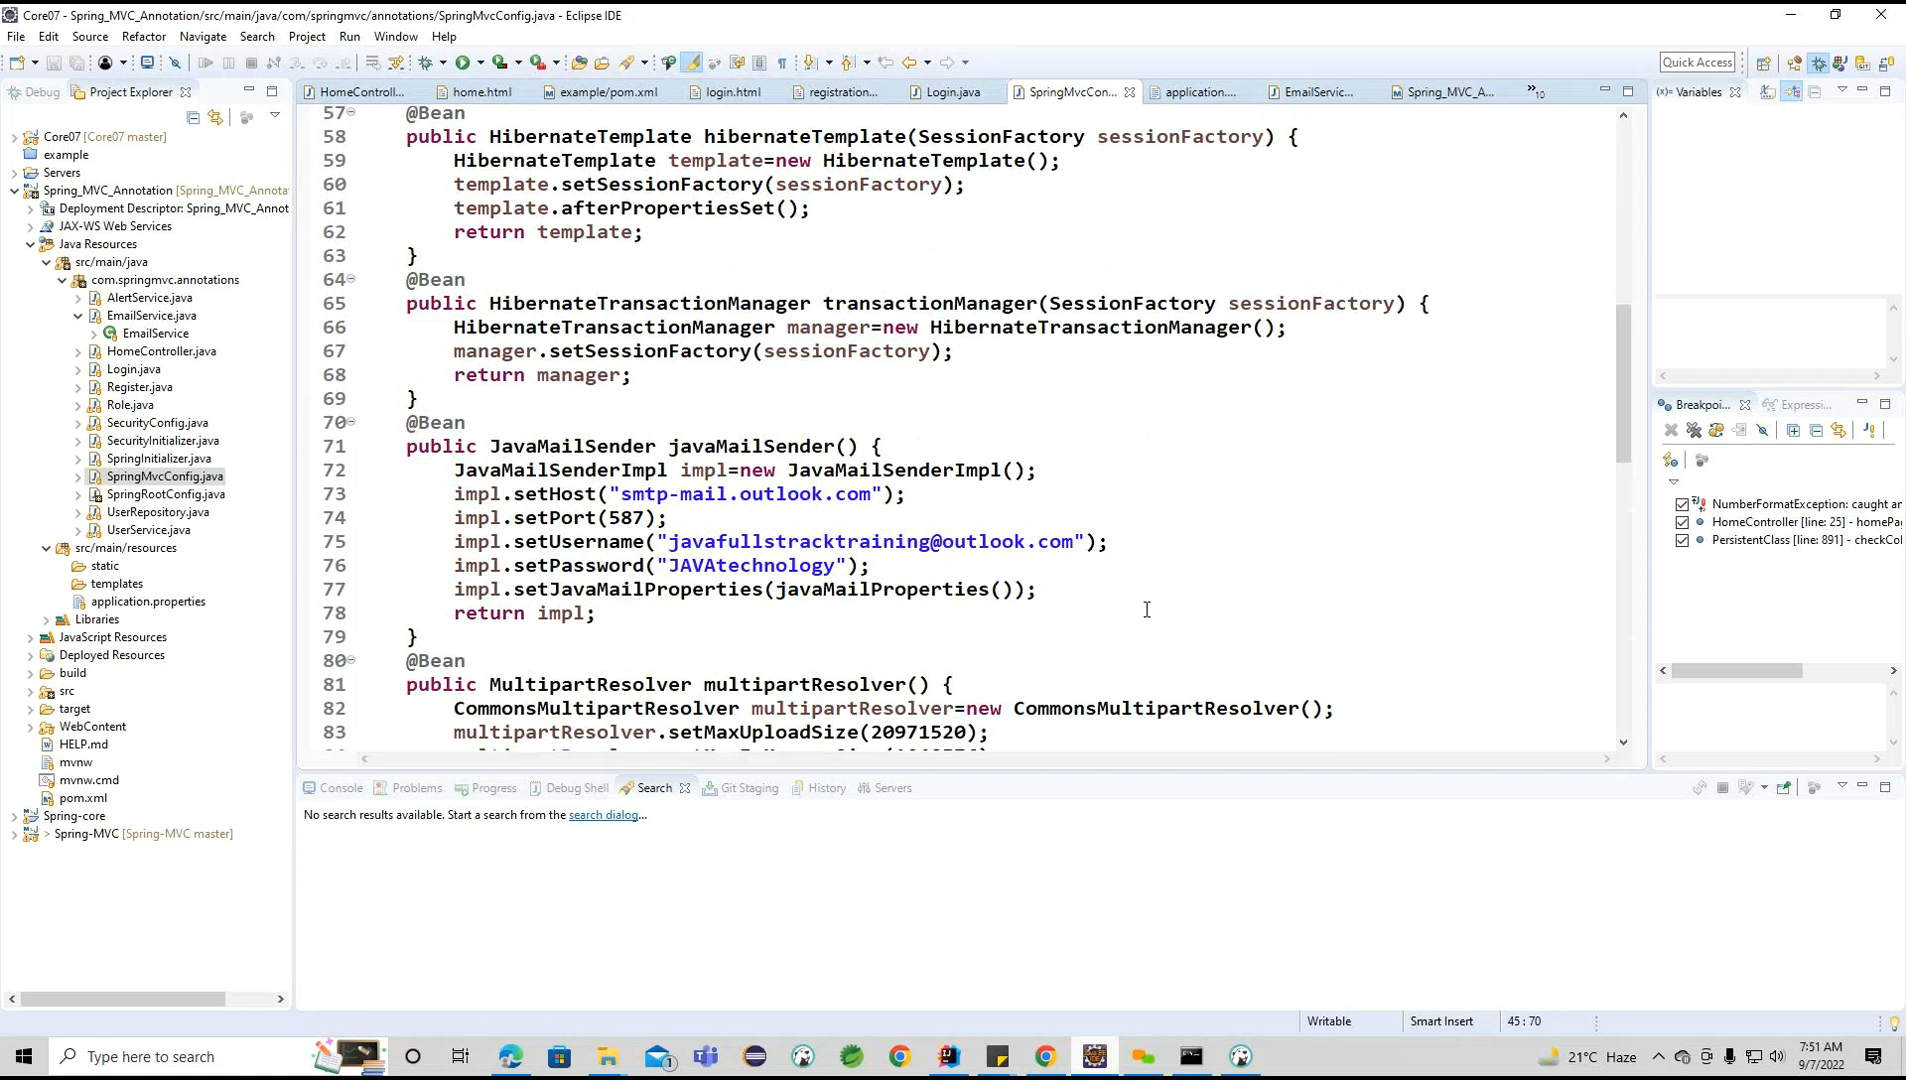 Core07 - Spring_MVC_Annotation/src/main/java/com/springmvc/annotations/SpringMvcConfig.java - Eclipse IDE
File Edit Source Refactor Navigate Search Project Run Window Help
Quick Access
Debug Project Explorer
HomeControll... home.html example/pom.xml login.html registration... Login.java SpringMvcCon... application.... EmailServic... Spring_MVC_A... »10
(x)= Variables
Core07 [Core07 master]
example
Servers
Spring_MVC_Annotation [Spring_MVC_Annota
Deployment Descriptor: Spring_MVC_Annot
JAX-WS Web Services
Java Resources
src/main/java
com.springmvc.annotations
AlertService.java
EmailService.java
EmailService
HomeController.java
Login.java
Register.java
Role.java
SecurityConfig.java
SecurityInitializer.java
SpringInitializer.java
SpringMvcConfig.java
SpringRootConfig.java
UserRepository.java
UserService.java
src/main/resources
static
templates
application.properties
Libraries
JavaScript Resources
Deployed Resources
build
src
target
WebContent
HELP.md
mvnw
mvnw.cmd
pom.xml
Spring-core
> Spring-MVC [Spring-MVC master]
57 @Bean
58 public HibernateTemplate hibernateTemplate(SessionFactory sessionFactory) {
59 HibernateTemplate template=new HibernateTemplate();
60 template.setSessionFactory(sessionFactory);
61 template.afterPropertiesSet();
62 return template;
63 }
64 @Bean
65 public HibernateTransactionManager transactionManager(SessionFactory sessionFactory) {
66 HibernateTransactionManager manager=new HibernateTransactionManager();
67 manager.setSessionFactory(sessionFactory);
68 return manager;
69 }
70 @Bean
71 public JavaMailSender javaMailSender() {
72 JavaMailSenderImpl impl=new JavaMailSenderImpl();
73 impl.setHost("smtp-mail.outlook.com");
74 impl.setPort(587);
75 impl.setUsername("javafullstracktraining@outlook.com");
76 impl.setPassword("JAVAtechnology");
77 impl.setJavaMailProperties(javaMailProperties());
78 return impl;
79 }
80 @Bean
81 public MultipartResolver multipartResolver() {
82 CommonsMultipartResolver multipartResolver=new CommonsMultipartResolver();
83 multipartResolver.setMaxUploadSize(20971520);
Breakpoi... Expressi...
NumberFormatException: caught an
HomeController [line: 25] - homePa
PersistentClass [line: 891] - checkCol
Console Problems Progress Debug Shell Search Git Staging History Servers
No search results available. Start a search from the search dialog...
Writable Smart Insert 45 : 70
Type here to search
1
21°C Haze
7:51 AM
9/7/2022